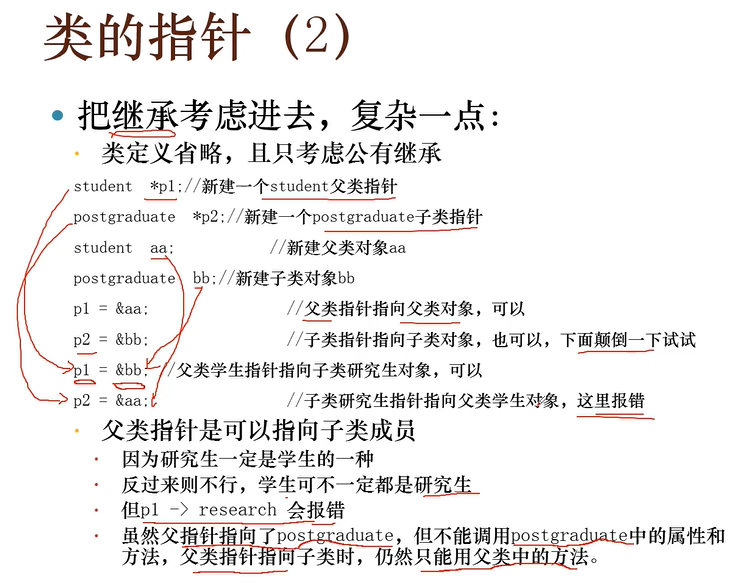 类的指针（2）
把继承考虑进去，复杂一点：
类定义省略，且只考虑公有继承
student *p1;//新建一个student父类指针
postgraduate *p2;//新建一个postgraduate子类指针
student aa; //新建父类对象aa
postgraduate bb;//新建子类对象bb
p1 = &aa; //父类指针指向父类对象，可以
p2 = &bb; //子类指针指向子类对象，也可以，下面颠倒一下试试
p1 = &bb; //父类学生指针指向子类研究生对象，可以
p2 = &aa; //子类研究生指针指向父类学生对象，这里报错
父类指针是可以指向子类成员
因为研究生一定是学生的一种
反过来则不行，学生可不一定都是研究生
但p1 -> research 会报错
虽然父指针指向了postgraduate，但不能调用postgraduate中的属性和
方法，父类指针指向子类时，仍然只能用父类中的方法。